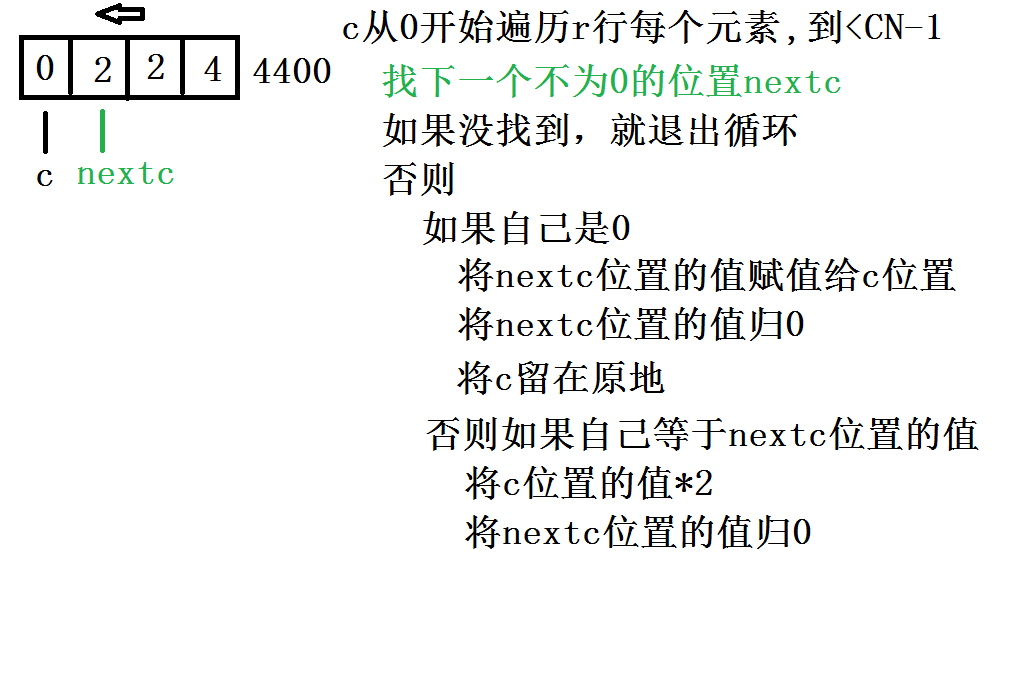 0 2 2 4 4400
c nextc
c从0开始遍历r行每个元素,到<CN-1
找下一个不为0的位置nextc
如果没找到，就退出循环
否则
如果自己是0
将nextc位置的值赋值给c位置
将nextc位置的值归0
将c留在原地
否则如果自己等于nextc位置的值
将c位置的值*2
将nextc位置的值归0